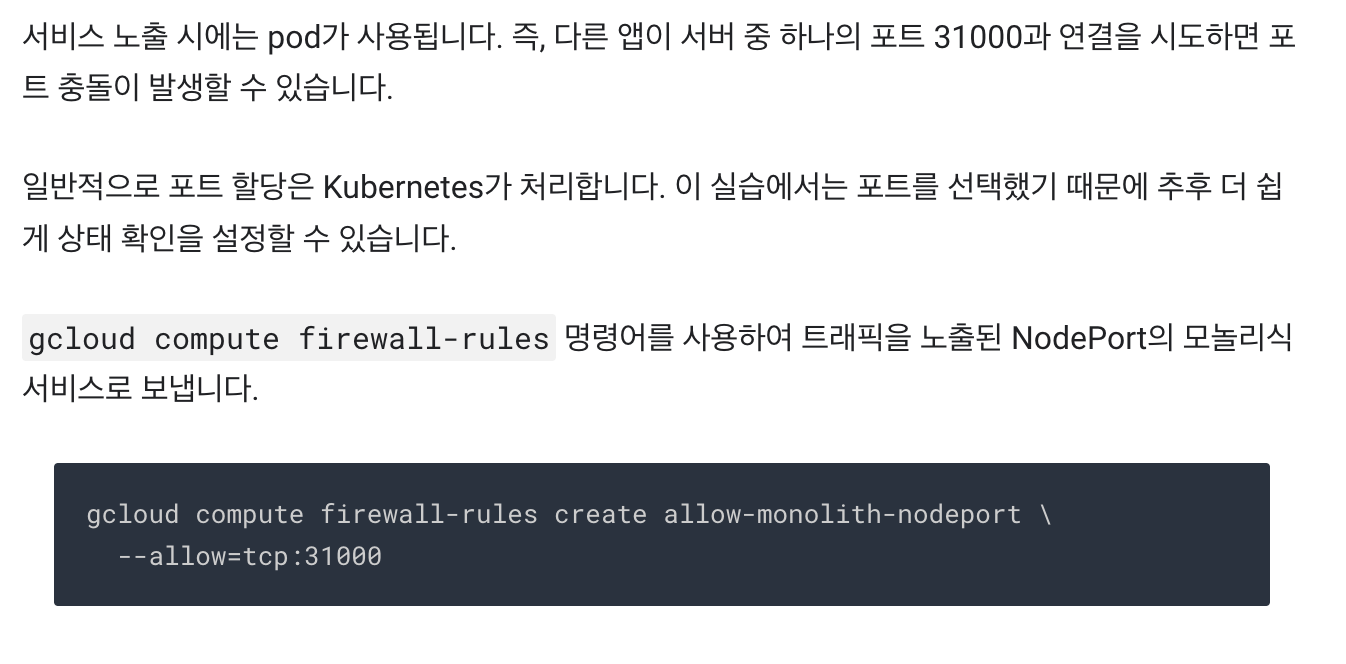 서비스 노출 시에는 pod가 사용됩니다. 즉, 다른 앱이 서버 중 하나의 포트 31000과 연결을 시도하면 포
트 충돌이 발생할 수 있습니다.
일반적으로 포트 할당은 Kubernetes가 처리합니다. 이 실습에서는 포트를 선택했기 때문에 추후 더 쉽
게 상태 확인을 설정할 수 있습니다.
gcloud compute firewall-rules 명령어를 사용하여 트래픽을 노출된 NodePort의 모놀리식
서비스로 보냅니다.
gcloud compute firewall-rules create allow-monolith-nodeport \
  --allow=tcp:31000